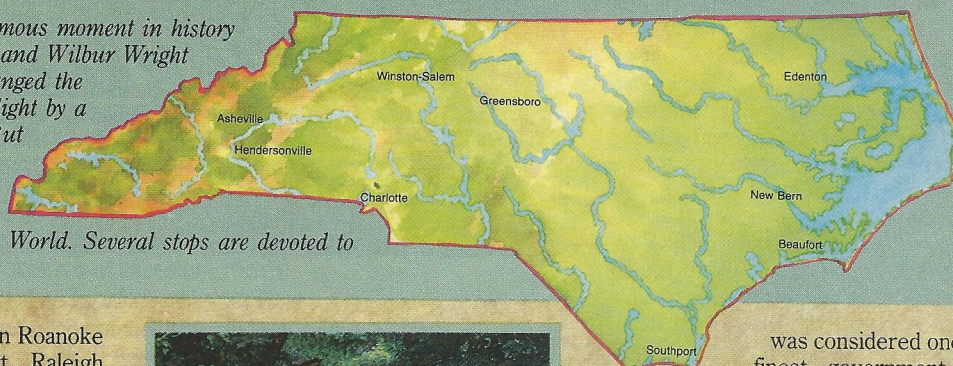 mous moment in history
and Wilbur Wright
nged the
ight by a
ut
World. Several stops are devoted to
Winston-Salem
Edenton
Greensboro
Asheville
Hendersonville
Charlotte
New Bern
Beaufort
Southport
n Roanoke
t Raleigh
was considered one
finest government